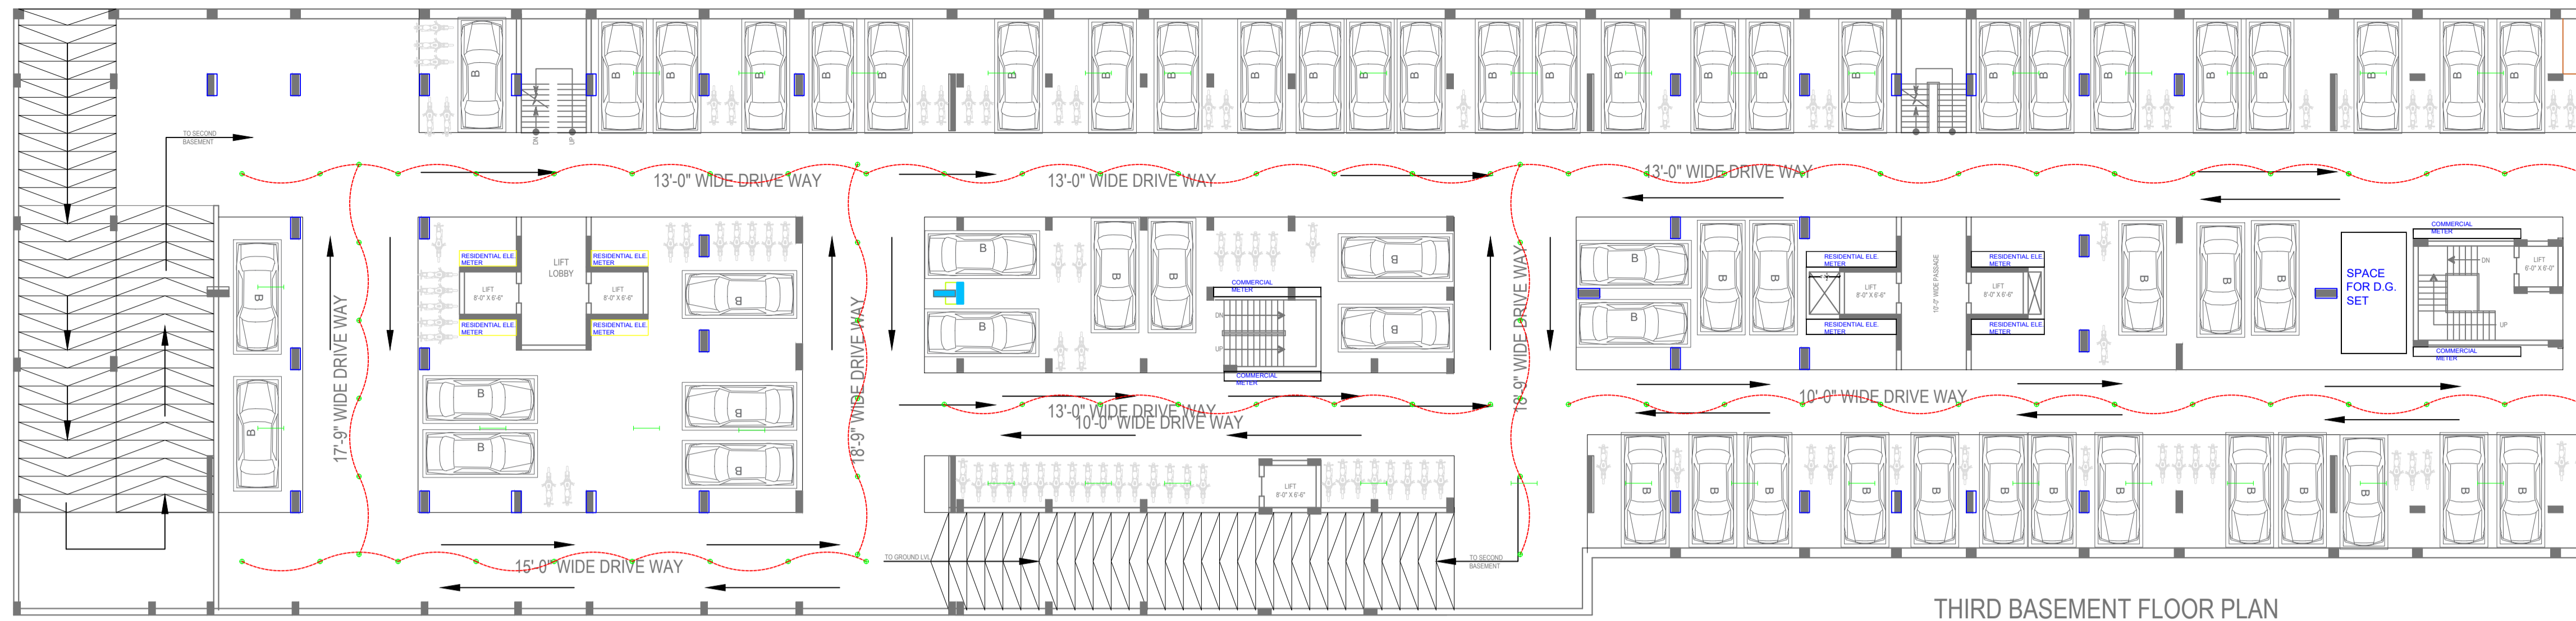 B B B B B B B B B B B B B B B B B B B B B B B B B B B
DN
UP
TO SECOND
BASEMENT
13'-0" WIDE DRIVE WAY
13'-0" WIDE DRIVE WAY
13'-0" WIDE DRIVE WAY
B
B
17'-9" WIDE DRIVE WAY
RESIDENTIAL ELE.
METER
LIFT
LOBBY
RESIDENTIAL ELE.
METER
LIFT
8'-0" X 6'-6"
LIFT
8'-0" X 6'-6"
RESIDENTIAL ELE.
METER
RESIDENTIAL ELE.
METER
B
B
B
B
B
18'-9" WIDE DRIVE WAY
B
B
B
B
COMMERCIAL
METER
DN
UP
COMMERCIAL
METER
B
B
18'-9" WIDE DRIVE WAY
B
B
B
B
RESIDENTIAL ELE.
METER
LIFT
8'-0" X 6'-6"
RESIDENTIAL ELE.
METER
10'-0" WIDE PASSAGE
RESIDENTIAL ELE.
METER
LIFT
8'-0" X 6'-6"
RESIDENTIAL ELE.
METER
B
B
B
SPACE
FOR D.G.
SET
COMMERCIAL
METER
DN
LIFT
6'-0" X 6'-0"
UP
COMMERCIAL
METER
13'-0" WIDE DRIVE WAY
10'-0" WIDE DRIVE WAY
10'-0" WIDE DRIVE WAY
LIFT
8'-0" X 6'-6"
B B B B B B B B B B B B B
15'-0" WIDE DRIVE WAY
TO GROUND LVL
TO SECOND
BASEMENT
THIRD BASEMENT FLOOR PLAN